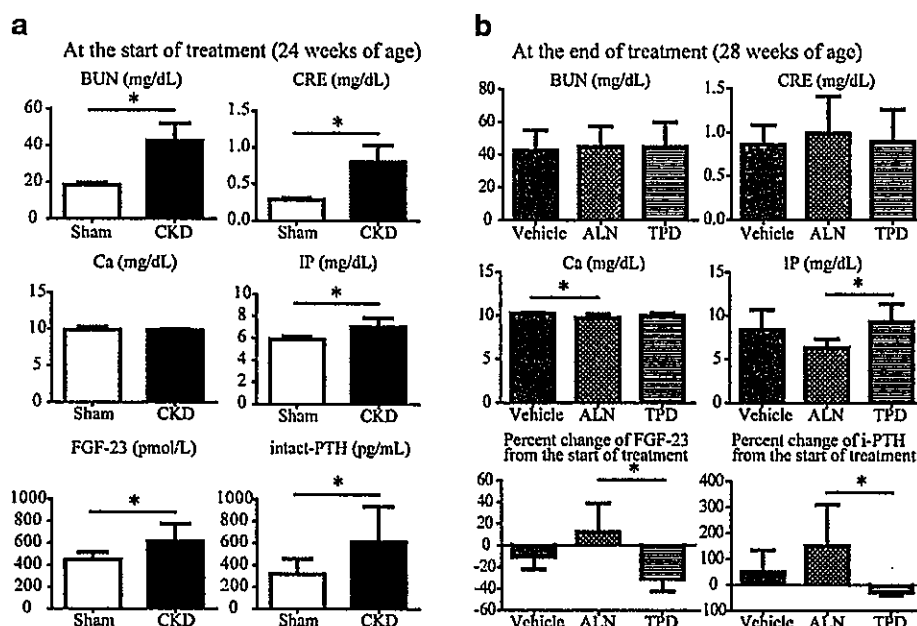 a
At the start of treatment (24 weeks of age)
BUN (mg/dL)
60
40
20
0
*
Sham CKD
CRE (mg/dL)
1.5
1.0
0.5
0.0
*
Sham CKD
Ca (mg/dL)
15
10
5
0
Sham CKD
IP (mg/dL)
8
6
4
2
0
*
Sham CKD
FGF-23 (pmol/L)
1000
800
600
400
200
0
*
Sham CKD
intact-PTH (pg/mL)
1000
800
600
400
200
0
*
Sham CKD
b
At the end of treatment (28 weeks of age)
BUN (mg/dL)
80
60
40
20
0
Vehicle ALN TPD
CRE (mg/dL)
1.5
1.0
0.5
0.0
Vehicle ALN TPD
Ca (mg/dL)
15
10
5
0
*
Vehicle ALN TPD
IP (mg/dL)
15
10
5
0
*
Vehicle ALN TPD
Percent change of FGF-23
from the start of treatment
60
40
20
0
-20
-40
-60
*
Vehicle ALN TPD
Percent change of i-PTH
from the start of treatment
400
300
200
100
0
100
*
Vehicle ALN TPD